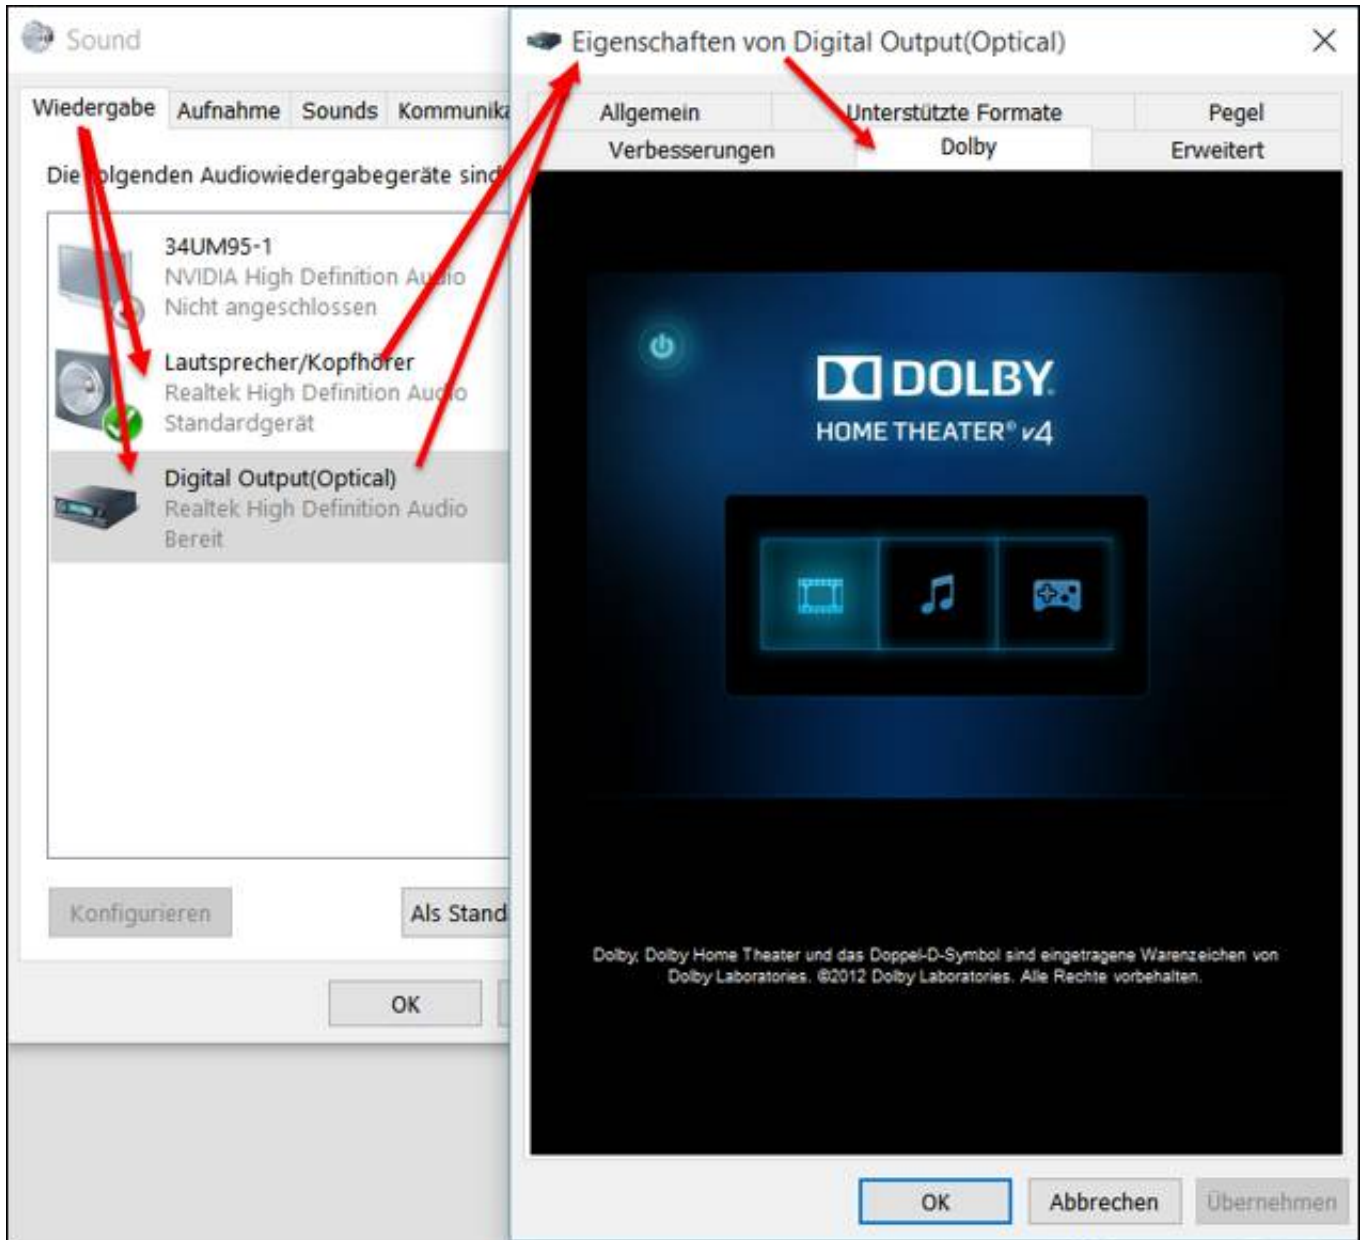 Sound
Wiedergabe Aufnahme Sounds Kommunika
Die folgenden Audiowiedergabegeräte sind
34UM95-1
NVIDIA High Definition Audio
Nicht angeschlossen
Lautsprecher/Kopfhörer
Realtek High Definition Audio
Standardgerät
Digital Output(Optical)
Realtek High Definition Audio
Bereit
Konfigurieren
Als Stand
OK
Eigenschaften von Digital Output(Optical)
Allgemein Unterstützte Formate Pegel
Verbesserungen Dolby Erweitert
DOLBY
HOME THEATER® v4
Dolby, Dolby Home Theater und das Doppel-D-Symbol sind eingetragene Warenzeichen von
Dolby Laboratories. ©2012 Dolby Laboratories. Alle Rechte vorbehalten.
OK Abbrechen Übernehmen